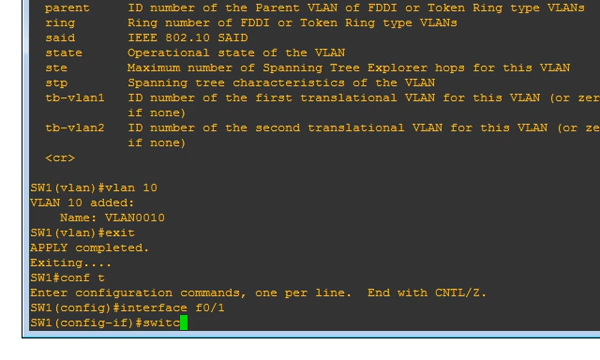 parent ID number of the Parent VLAN of FDDI or Token Ring type VLANs
ring Ring number of FDDI or Token Ring type VLANs
said IEEE 802.10 SAID
state Operational state of the VLAN
ste Maximum number of Spanning Tree Explorer hops for this VLAN
stp Spanning tree characteristics of the VLAN
tb-vlan1 ID number of the first translational VLAN for this VLAN (or zer
if none)
tb-vlan2 ID number of the second translational VLAN for this VLAN (or ze
if none)
<cr>
SW1(vlan)#vlan 10
VLAN 10 added:
Name: VLAN0010
SW1(vlan)#exit
APPLY completed.
Exiting....
SW1#conf t
Enter configuration commands, one per line. End with CNTL/Z.
SW1(config)#interface f0/1
SW1(config-if)#switc